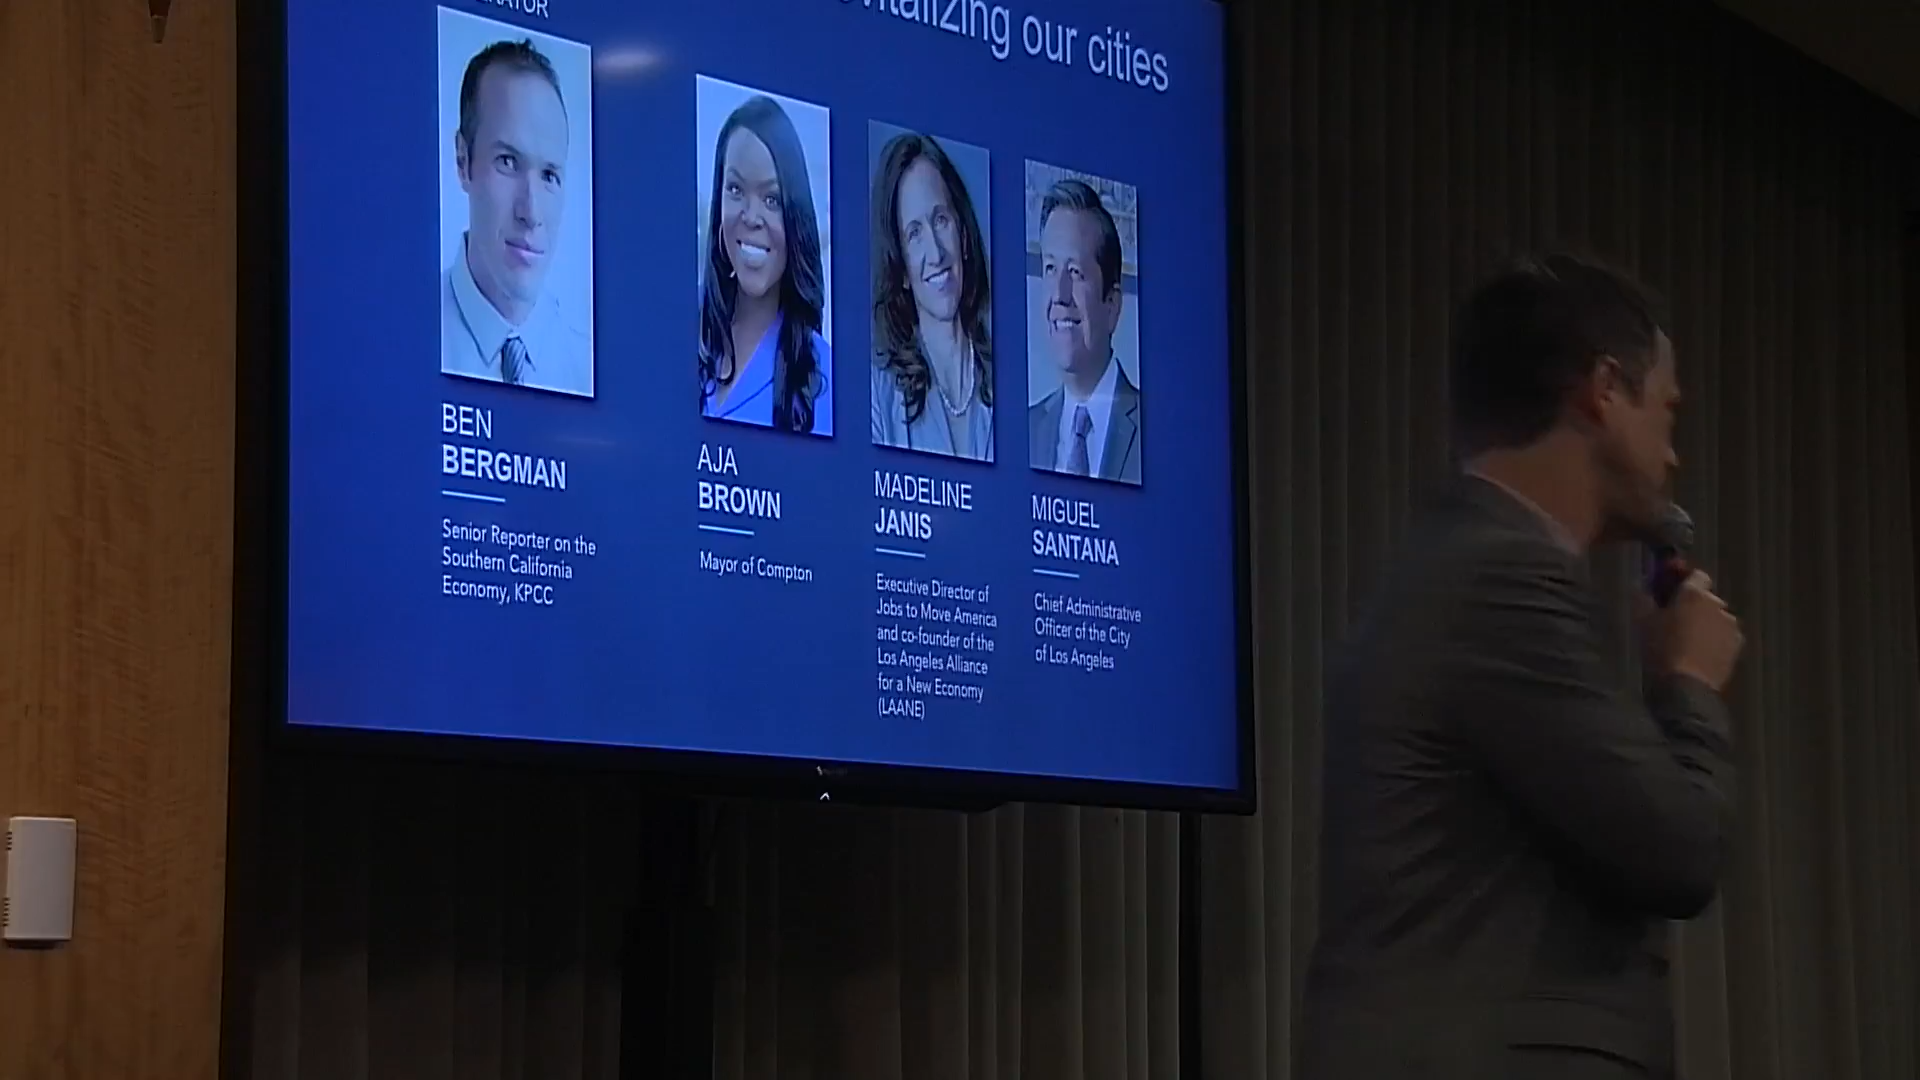 our cities
BEN
BERGMAN
Senior Reporter on the
Southern California
Economy, KPCC
AJA
BROWN
Mayor of Compton
MADELINE
JANIS
Executive Director of
Jobs to Move America
and co-founder of the
Los Angeles Alliance
for a New Economy
(LAANE)
MIGUEL
SANTANA
Chief Administrative
Officer of the City
of Los Angeles